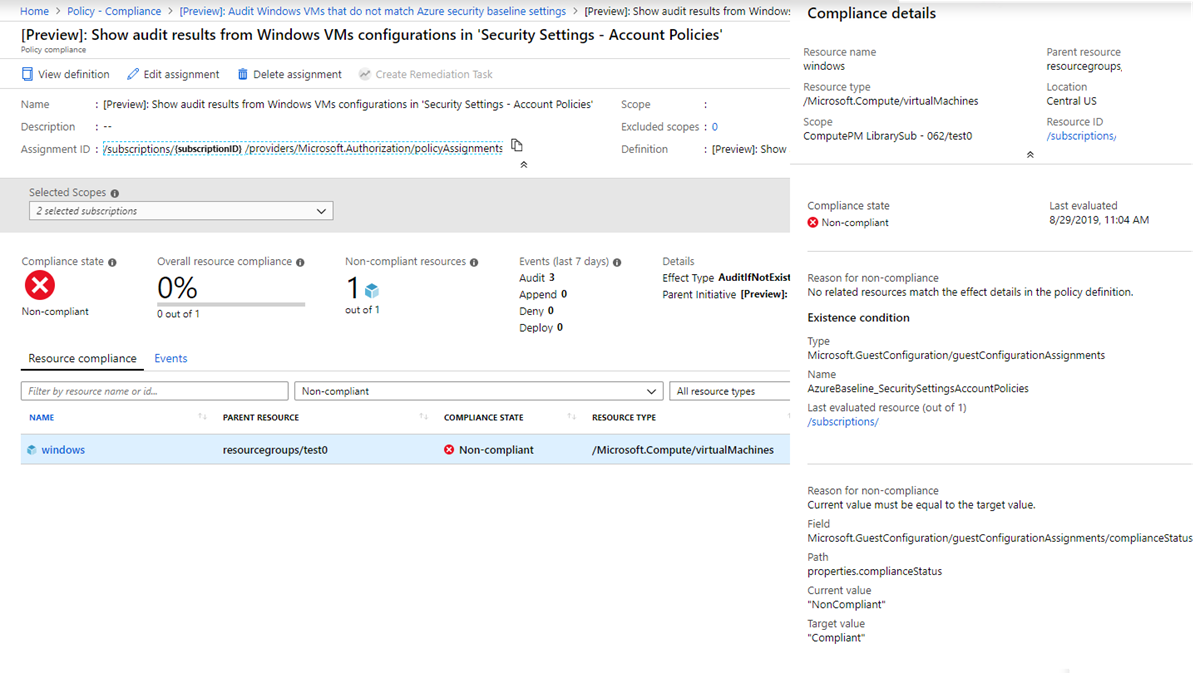 Home > Policy - Compliance > [Preview]: Audit Windows VMs that do not match Azure security baseline settings > [Preview]: Show audit results from Windows
[Preview]: Show audit results from Windows VMs configurations in 'Security Settings - Account Policies'
Policy compliance
View definition Edit assignment Delete assignment Create Remediation Task
Name : [Preview]: Show audit results from Windows VMs configurations in 'Security Settings - Account Policies' Scope :
Description : -- Excluded scopes : 0
Assignment ID : /subscriptions/{subscriptionID} /providers/Microsoft.Authorization/policyAssignments Definition : [Preview]: Show
Selected Scopes
2 selected subscriptions
Compliance state Overall resource compliance Non-compliant resources Events (last 7 days) Details
Non-compliant
0%
0 out of 1
1
out of 1
Audit 3
Append 0
Deny 0
Deploy 0
Effect Type AuditIfNotExist
Parent Initiative [Preview]:
Resource compliance Events
Filter by resource name or id... Non-compliant All resource types
NAME PARENT RESOURCE COMPLIANCE STATE RESOURCE TYPE
windows resourcegroups/test0 Non-compliant /Microsoft.Compute/virtualMachines
Compliance details
Resource name Parent resource
windows resourcegroups,
Resource type Location
/Microsoft.Compute/virtualMachines Central US
Scope Resource ID
ComputePM LibrarySub - 062/test0 /subscriptions,
Compliance state Last evaluated
Non-compliant 8/29/2019, 11:04 AM
Reason for non-compliance
No related resources match the effect details in the policy definition.
Existence condition
Type
Microsoft.GuestConfiguration/guestConfigurationAssignments
Name
AzureBaseline_SecuritySettingsAccountPolicies
Last evaluated resource (out of 1)
/subscriptions/
Reason for non-compliance
Current value must be equal to the target value.
Field
Microsoft.GuestConfiguration/guestConfigurationAssignments/complianceStatus
Path
properties.complianceStatus
Current value
"NonCompliant"
Target value
"Compliant"